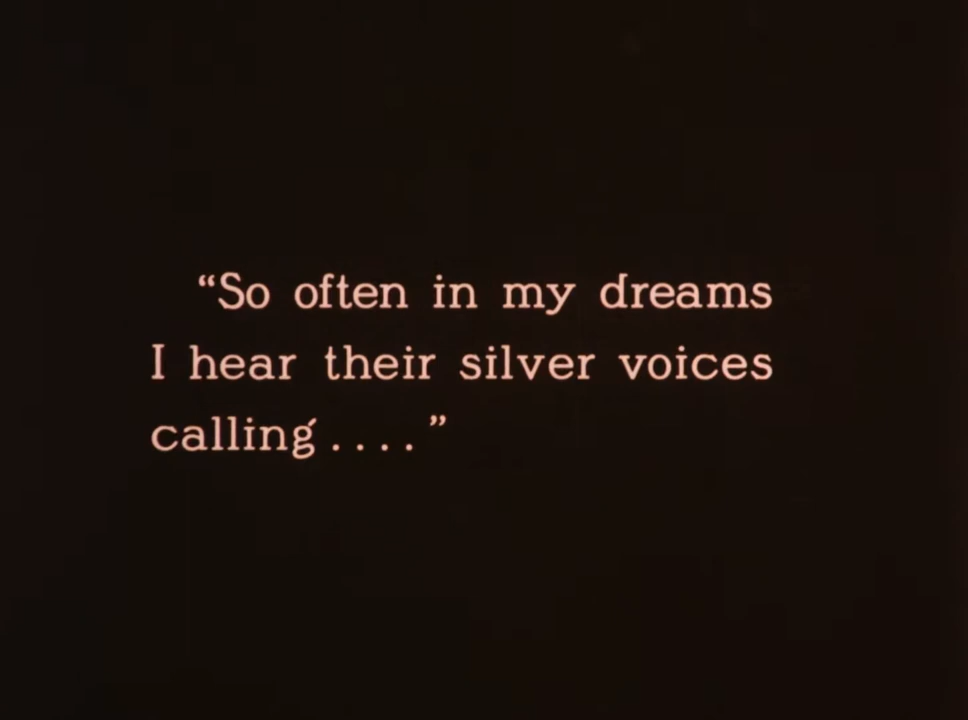 “So often in my dreams
I hear their silver voices
calling....”